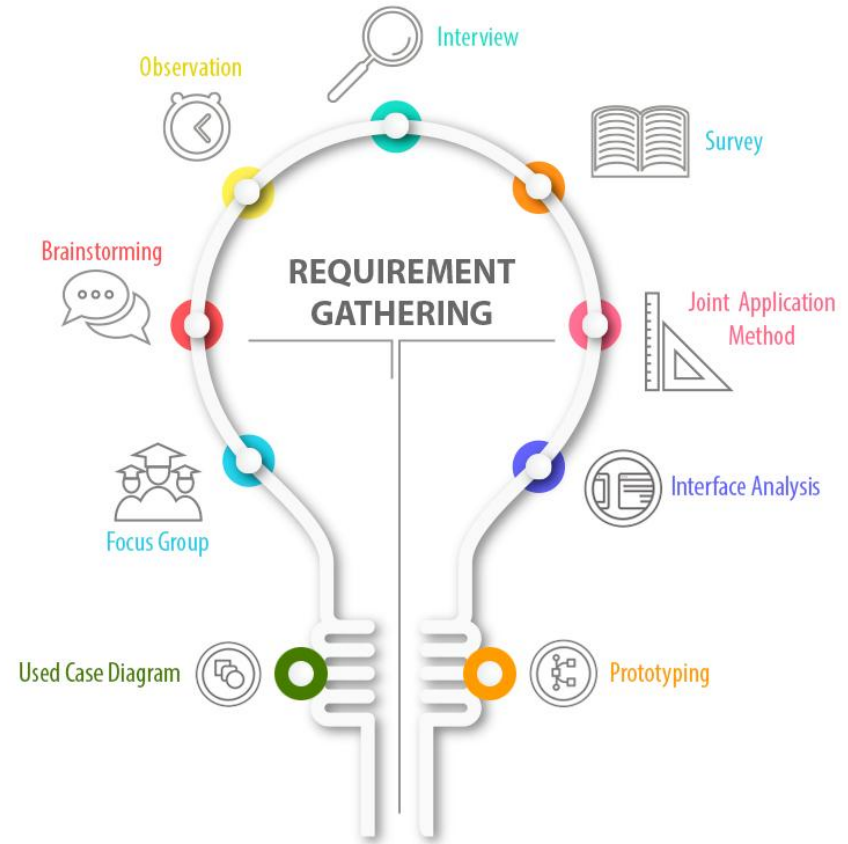 Interview
Observation
Survey
Brainstorming
REQUIREMENT
GATHERING
Joint Application
Method
Interface Analysis
Focus Group
Used Case Diagram
Prototyping